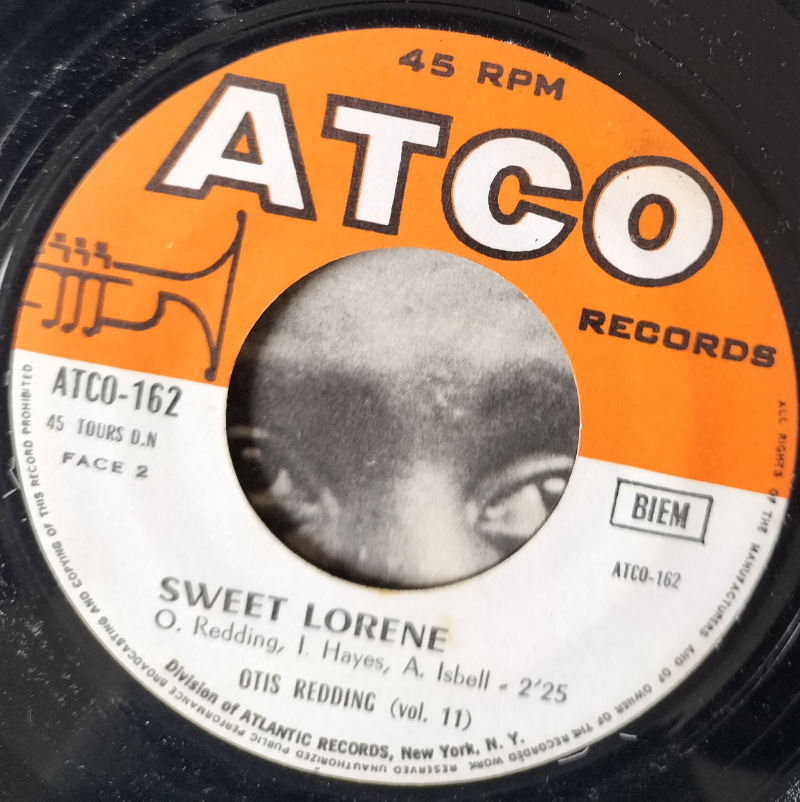 45 RPM
ATCO
RECORDS
ATCO-162
45 TOURS D.N
FACE 2
BIEM
ATCO-162
SWEET LORENE
O. Redding, I. Hayes, A. Isbell - 2'25
OTIS REDDING (vol. 11)
Division of ATLANTIC RECORDS, New York, N. Y.
ALL RIGHTS OF THE MANUFACTURERS AND OF OWNER OF THE RECORDED WORK RESERVED UNAUTHORIZED PUBLIC PERFORMANCE BROADCASTING AND COPYING OF THIS RECORD PROHIBITED